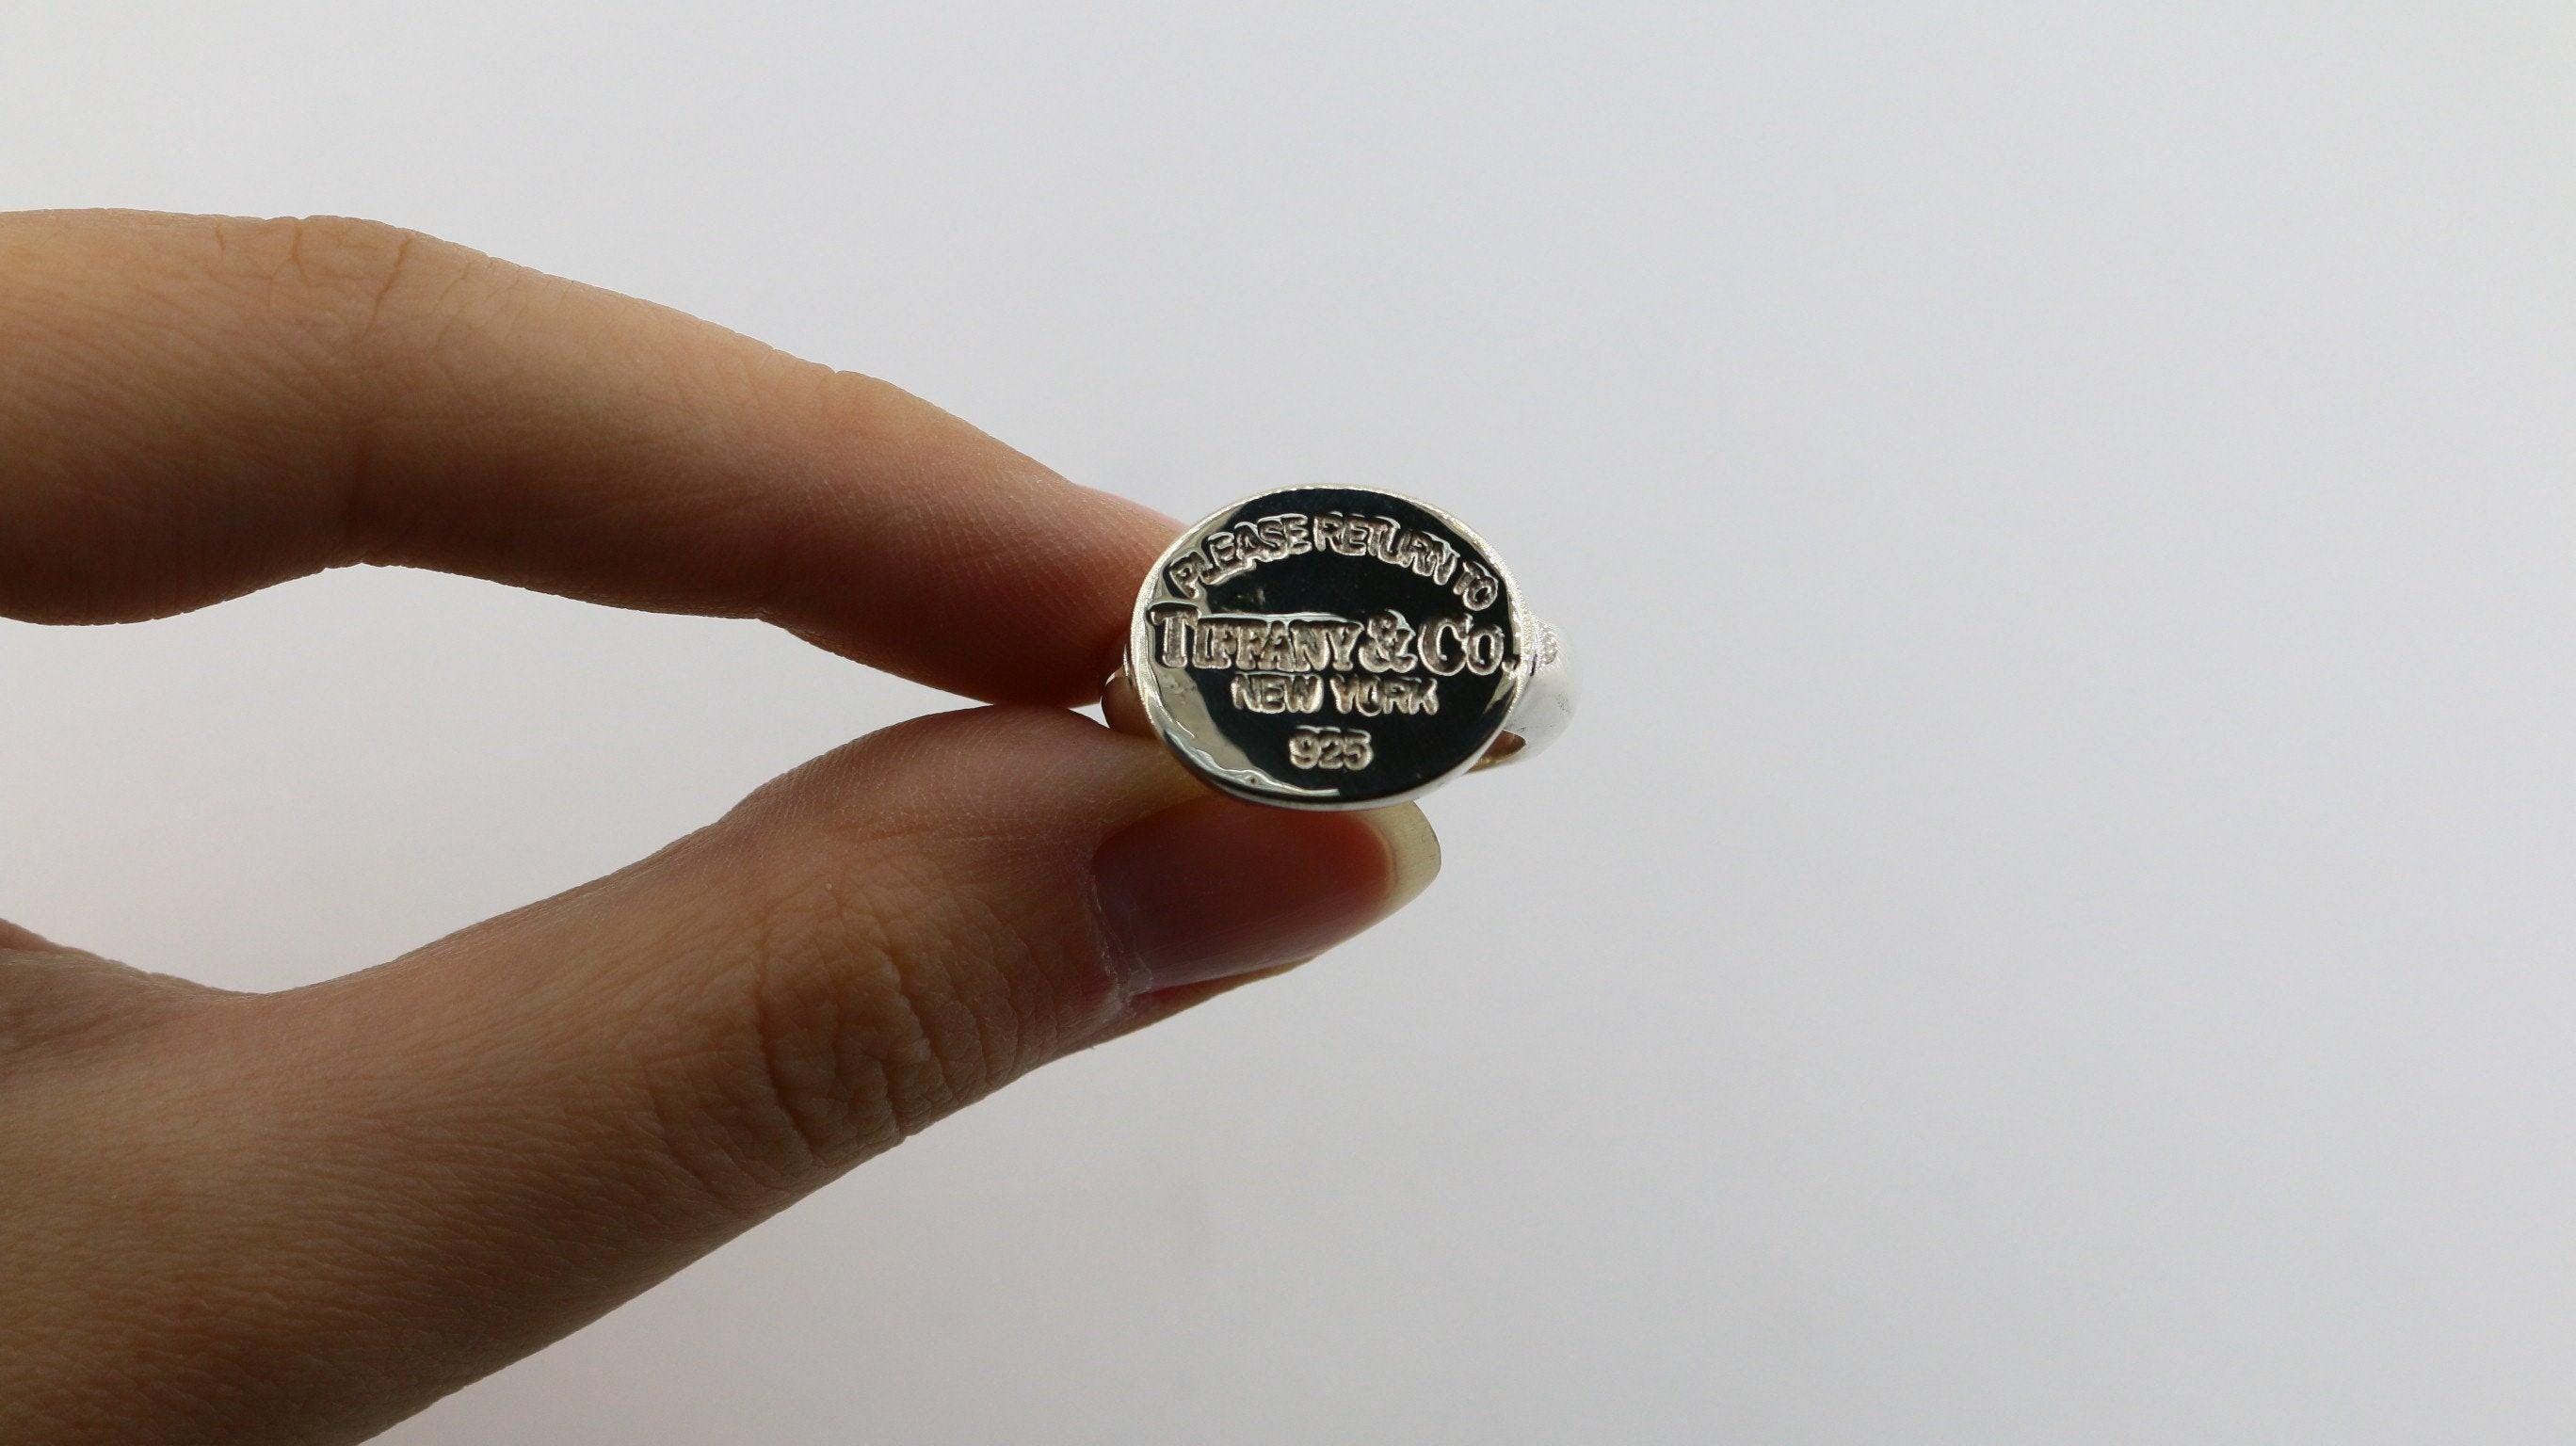 PLEASE RETURN TO
TIFFANY & CO.
NEW YORK
925